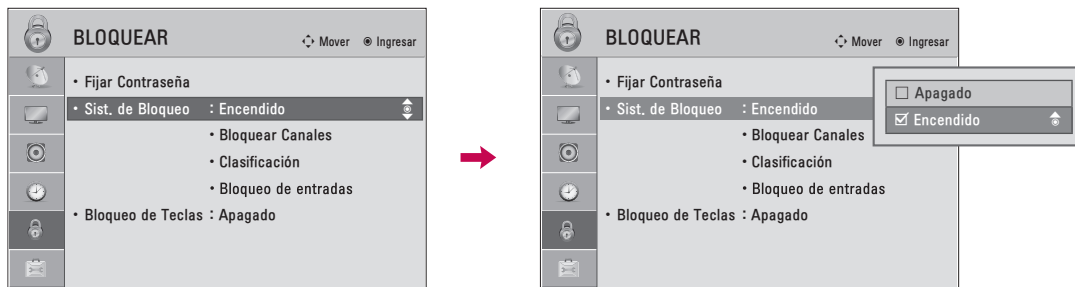 BLOQUEAR
Mover Ingresar
• Fijar Contraseña
• Sist. de Bloqueo : Encendido
• Bloquear Canales
• Clasificación
• Bloqueo de entradas
• Bloqueo de Teclas : Apagado
BLOQUEAR
Mover Ingresar
• Fijar Contraseña
• Sist. de Bloqueo : Encendido
• Bloquear Canales
• Clasificación
• Bloqueo de entradas
• Bloqueo de Teclas : Apagado
Apagado
Encendido